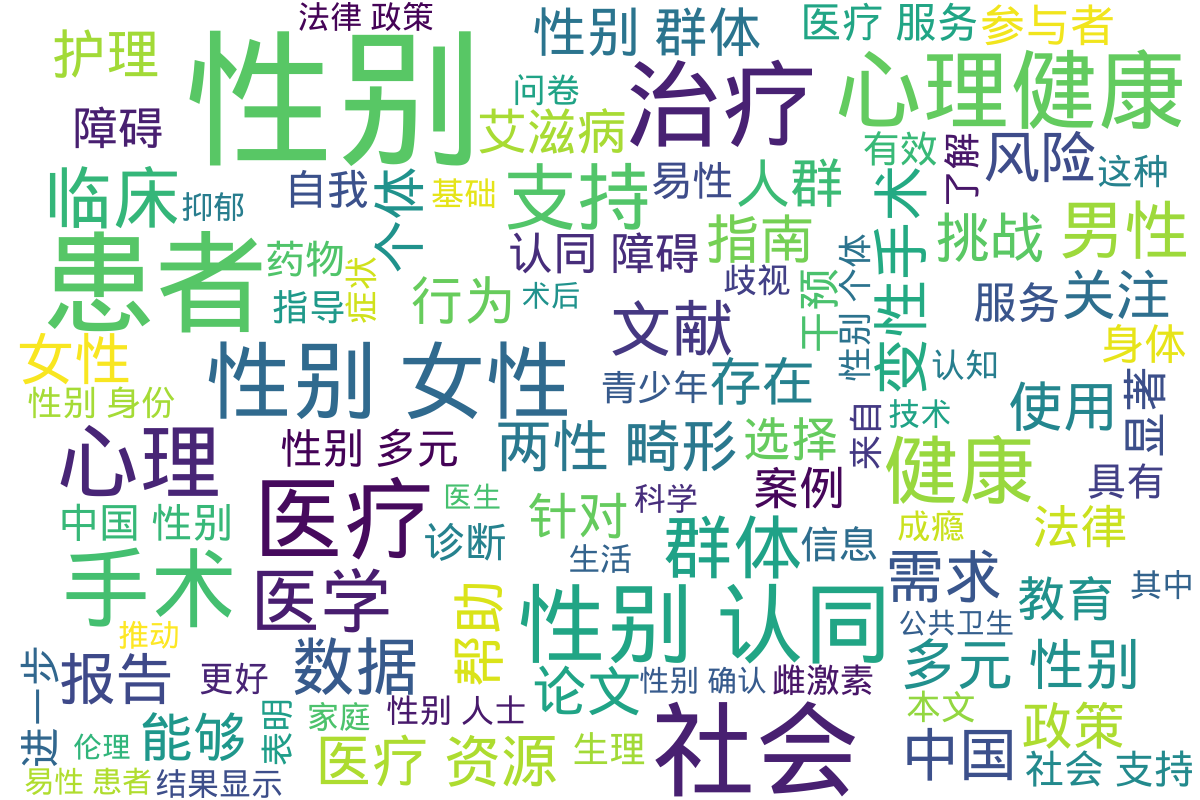 法律 政策
性别 群体
医疗 服务
参与者
护理
性别
治疗
心理健康
问卷
障碍
艾滋病
有效
了解
风险
这种
临床
抑郁
自我
个体
基础
支持
易性
人群
变性手术
挑战
男性
患者
药物
认同 障碍
指南
歧视
症状
指导
行为
术后
文献
干预
性别 个体
服务
关注
女性
性别 女性
青少年
存在
认知
身体
性别 身份
使用
显著
心理
性别 多元
两性 畸形
选择
来自
技术
健康
具有
医疗
医生
案例
科学
中国 性别
诊断
针对
群体
信息
成瘾
法律
手术
医学
生活
需求
教育
其中
帮助
性别 认同
公共卫生
推动
进一步
报告
更好
数据
论文
性别 确认
雌激素
多元 性别
能够
表明
家庭
性别 人士
社会
本文
政策
伦理
医疗 资源
生理
中国
社会 支持
易性 患者
结果显示